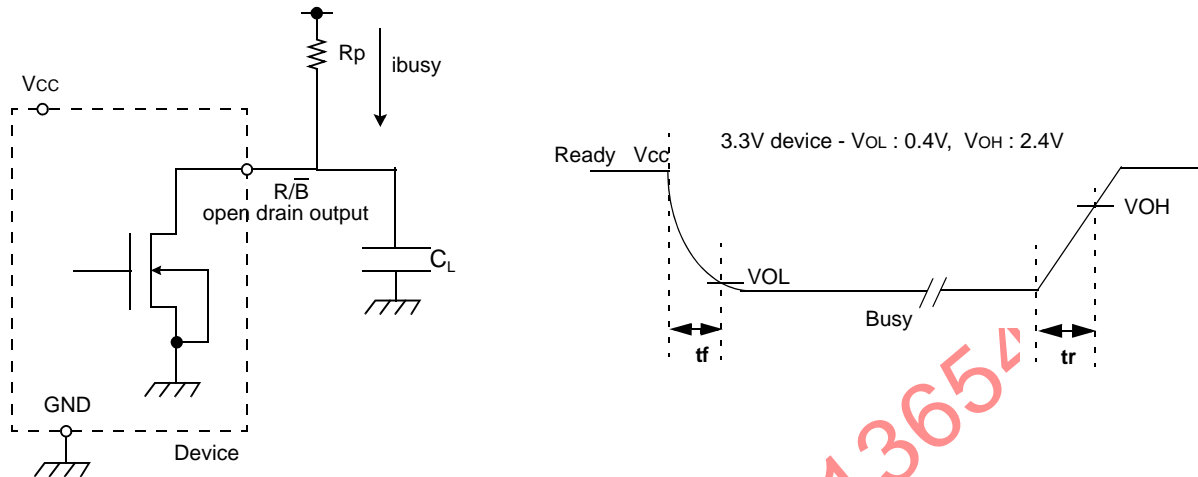 Rp
ibusy
VCC
R/B̅
open drain output
CL
GND
Device
3.3V device - VOL : 0.4V, VOH : 2.4V
Ready Vcc
VOH
VOL
Busy
tf
tr
13654